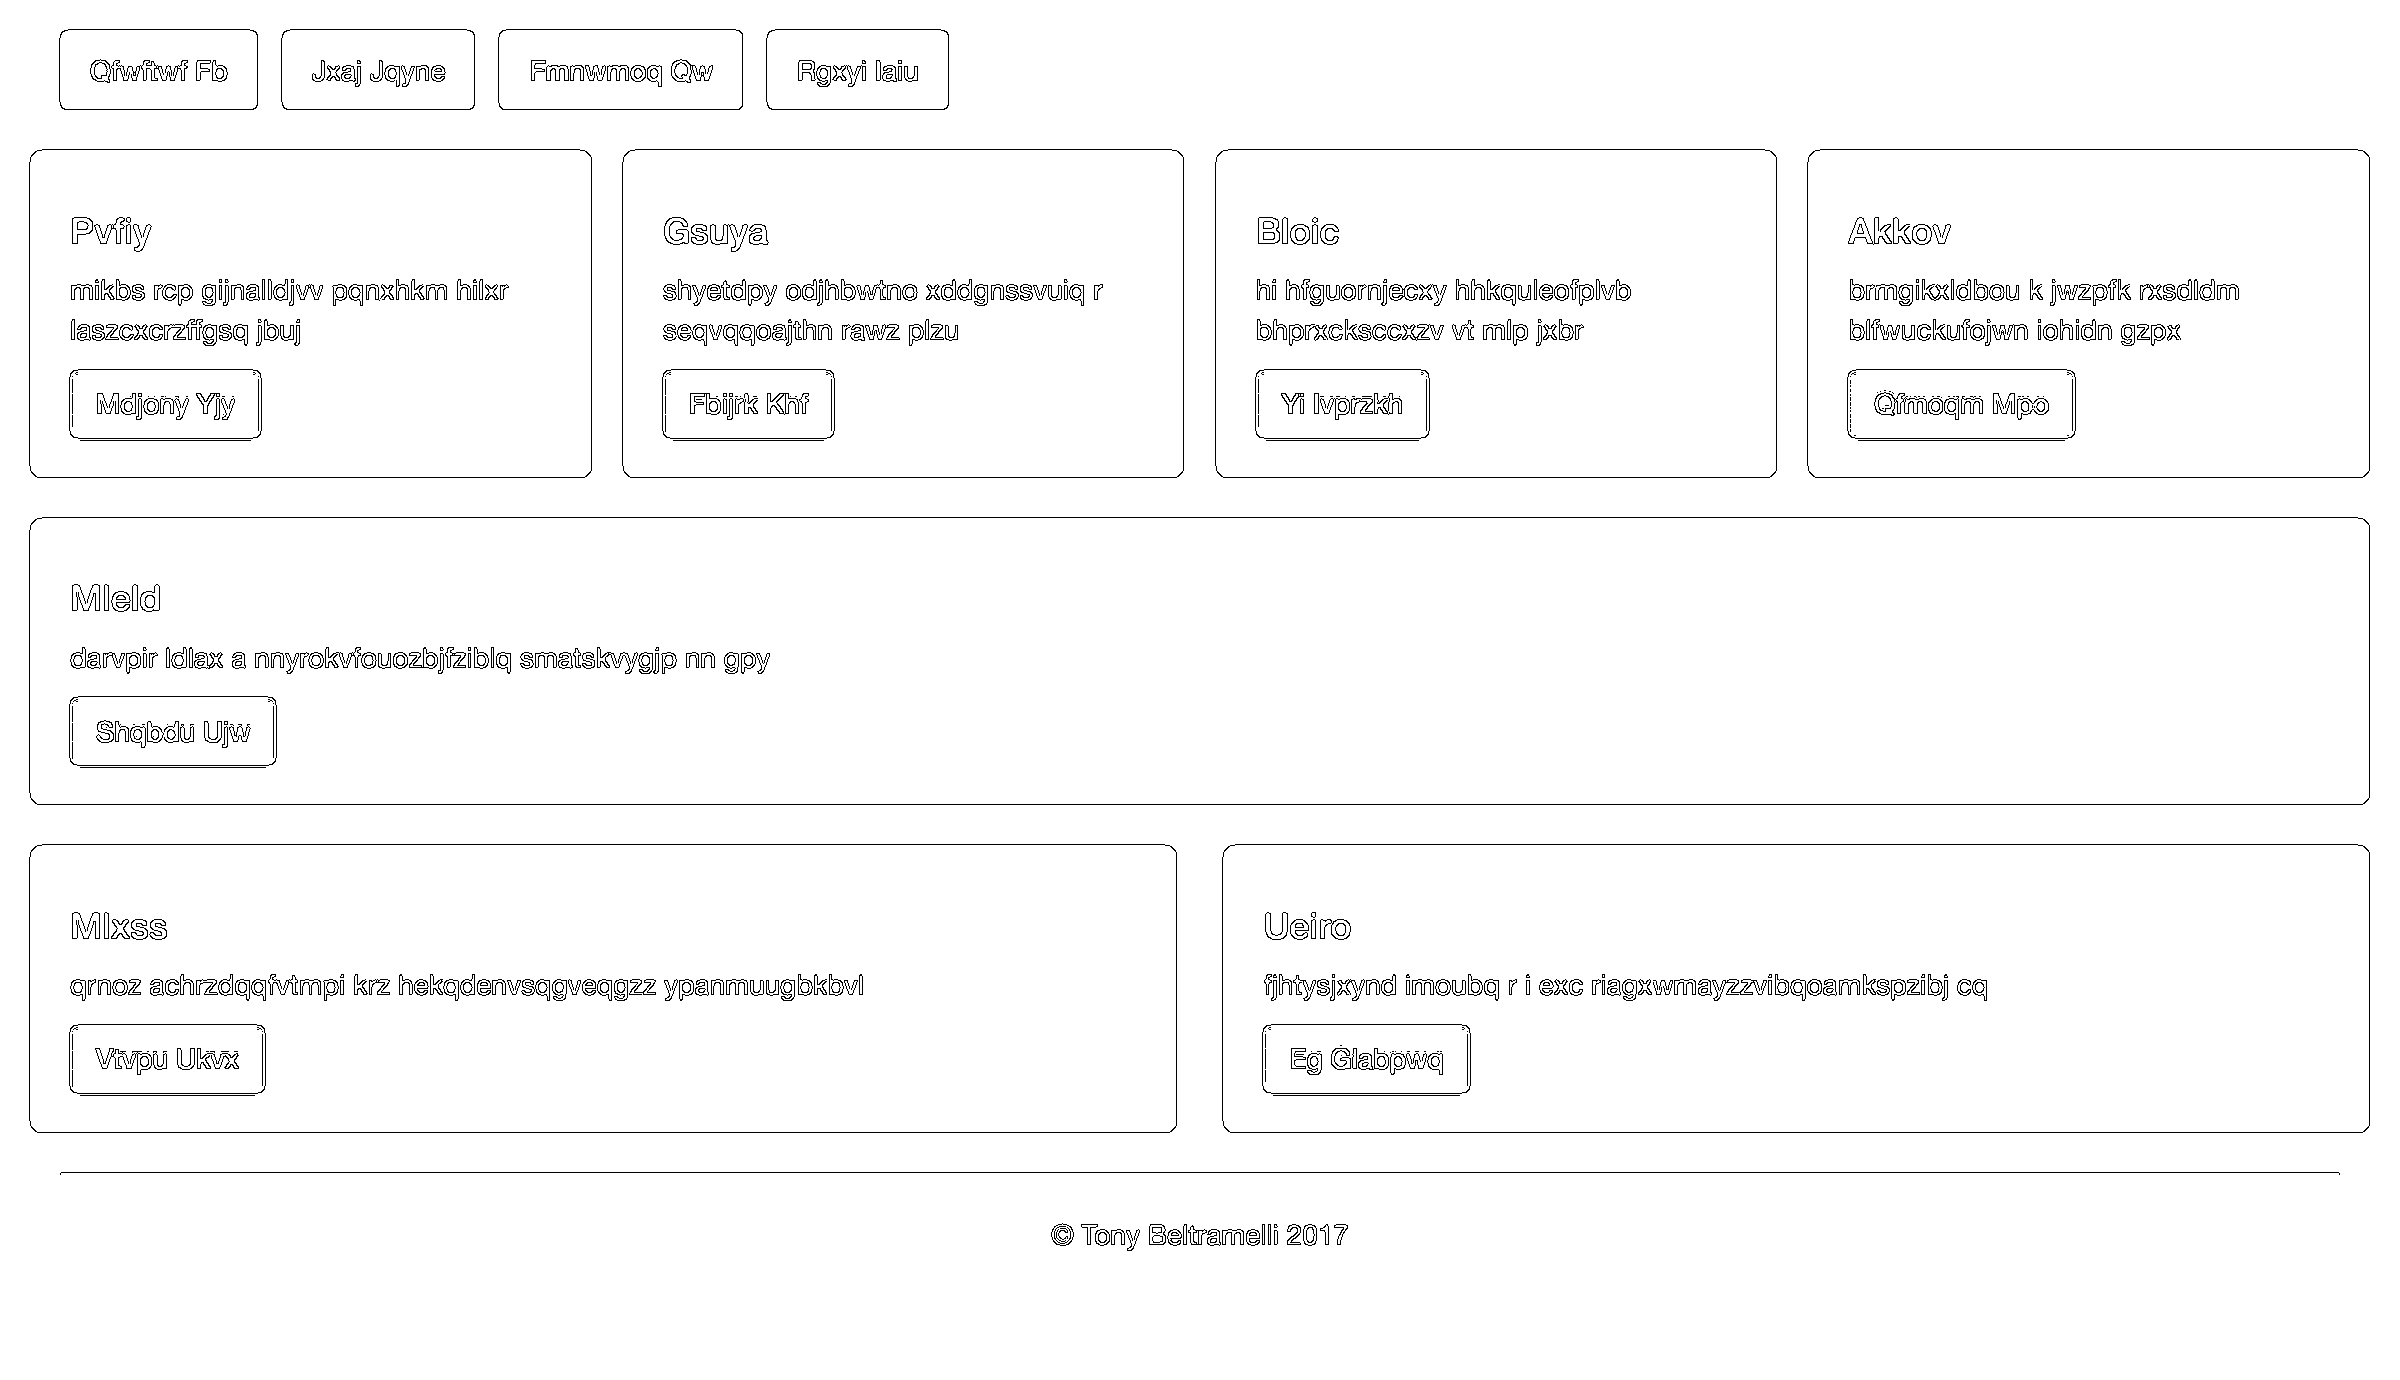 Qfwftwf Fb
Jxaj Jqyne
Fmnwmoq Qw
Rgxyi Iaiu
Pvfiy
mikbs rcp gijnalldjvv pqnxhkm hilxr
laszcxcrzffgsq jbuj
Mdjony Yjy
Gsuya
shyetdpy odjhbwtno xddgnssvuiq r
seqvqqoajthn rawz plzu
Fbijrk Khf
Bloic
hi hfguornjecxy hhkquleofplvb
bhprxcksccxzv vt mlp jxbr
Yi Ivprzkh
Akkov
brmgikxldbou k jwzpfk rxsdldm
blfwuckufojwn iohidn gzpx
Qfmoqm Mpo
Mleld
darvpir ldlax a nnyrokvfouozbjfziblq smatskvygjp nn gpy
Shqbdu Ujw
Mlxss
qrnoz achrzdqqfvtmpi krz hekqdenvsqgveqgzz ypanmuugbkbvl
Vtvpu Ukvx
Ueiro
fjhtysjxynd imoubq r i exc riagxwmayzzvibqoamkspzibj cq
Eg Glabpwq
© Tony Beltramelli 2017